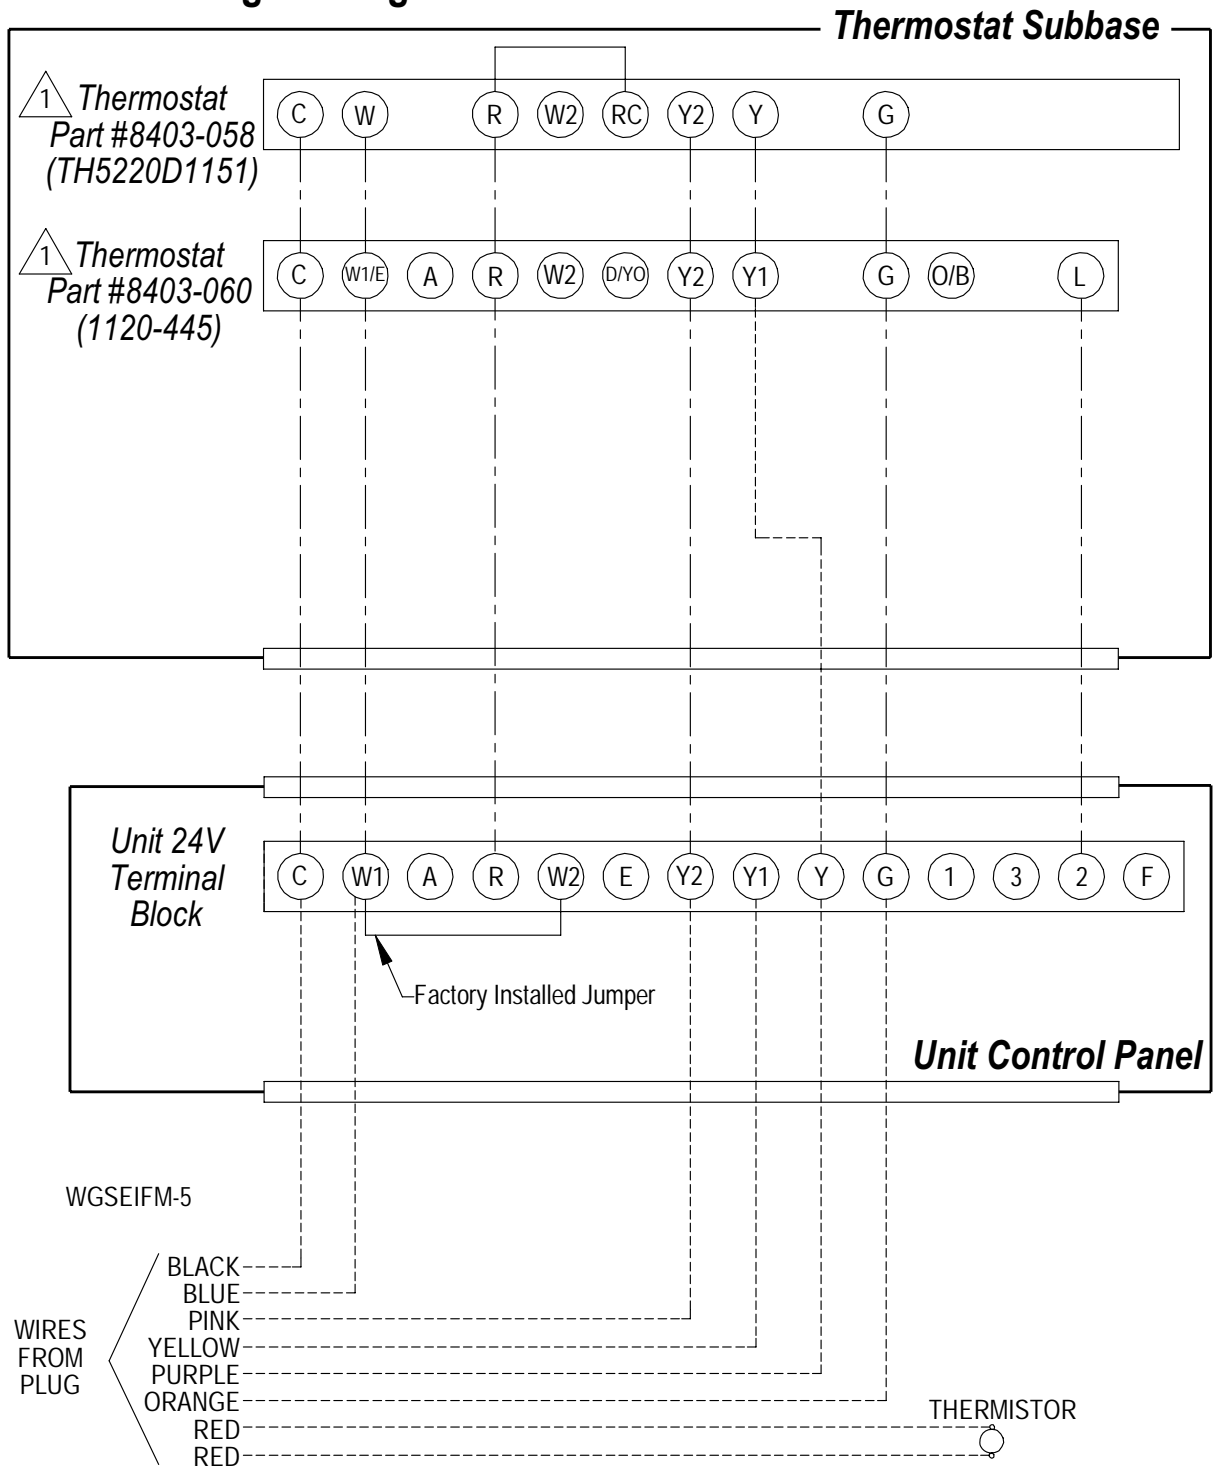 Thermostat Subbase
1 Thermostat
Part #8403-058
(TH5220D1151)
C W R W2 RC Y2 Y G
1 Thermostat
Part #8403-060
(1120-445)
C W1/E A R W2 D/YO Y2 Y1 G O/B L
Unit 24V
Terminal
Block
C W1 A R W2 E Y2 Y1 Y G 1 3 2 F
Factory Installed Jumper
Unit Control Panel
WGSEIFM-5
WIRES
FROM
PLUG
BLACK
BLUE
PINK
YELLOW
PURPLE
ORANGE
RED
RED
THERMISTOR